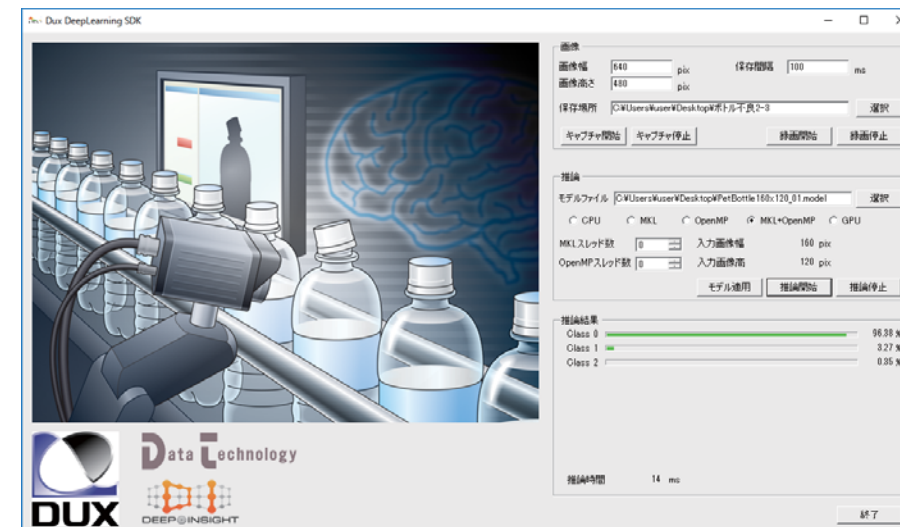 Dux DeepLearning SDK
画像
画像幅 640 pix 保存間隔 100 ms
画像高さ 480 pix
保存場所 C:¥Users¥user¥Desktop¥ボトル不良2-3 選択
キャプチャ開始 キャプチャ停止 録画開始 録画停止
推論
モデルファイル C:¥Users¥user¥Desktop¥PetBottle160x120_01.model 選択
CPU MKL OpenMP MKL+OpenMP GPU
MKLスレッド数 0 入力画像幅 160 pix
OpenMPスレッド数 0 入力画像高 120 pix
モデル適用 推論開始 推論停止
推論結果
Class 0 96.38 %
Class 1 3.27 %
Class 2 0.35 %
推論時間 14 ms
終了
DUX
Data Technology
DEEP INSIGHT